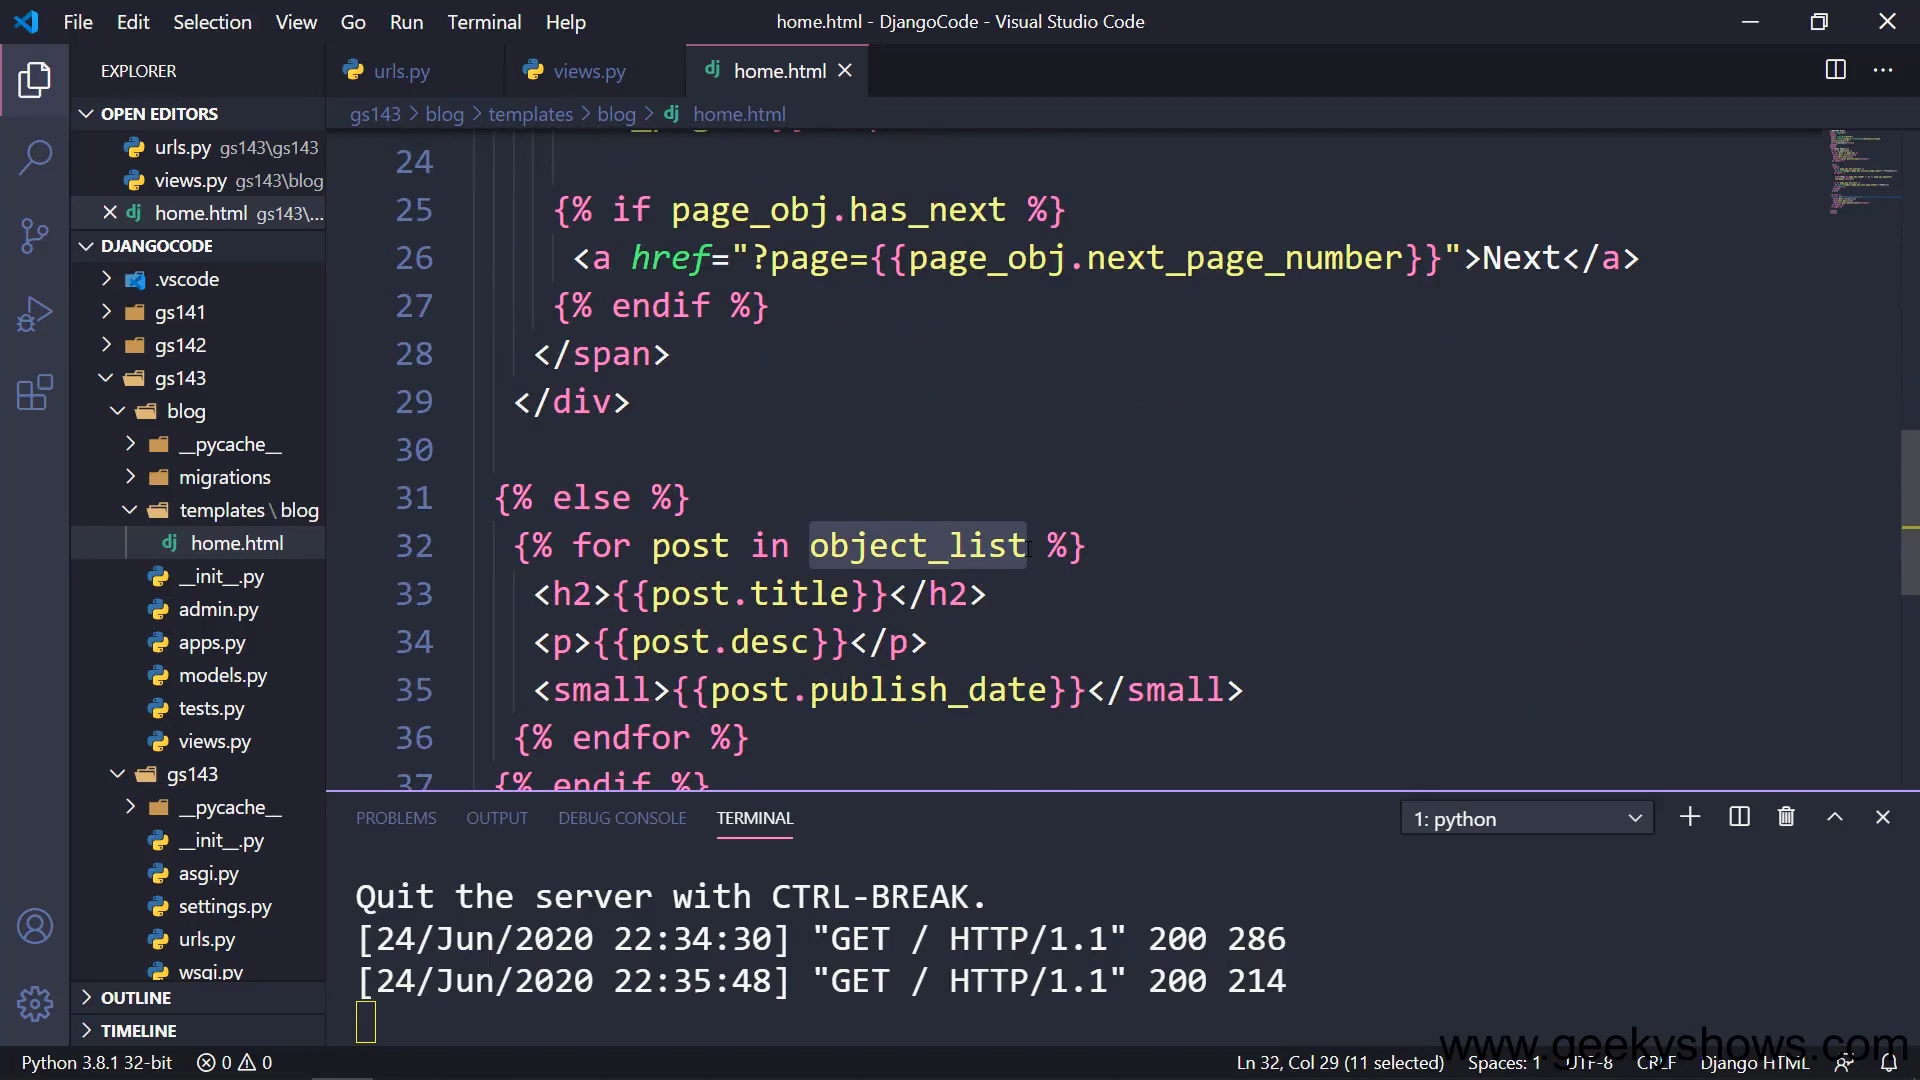 File Edit Selection View Go Run Terminal Help
home.html - DjangoCode - Visual Studio Code
EXPLORER
OPEN EDITORS
urls.py gs143\gs143
views.py gs143\blog
home.html gs143\...
DJANGOCODE
.vscode
gs141
gs142
gs143
blog
__pycache__
migrations
templates\blog
home.html
__init__.py
admin.py
apps.py
models.py
tests.py
views.py
gs143
__pycache__
__init__.py
asgi.py
settings.py
urls.py
wsgi.py
OUTLINE
TIMELINE
urls.py
views.py
home.html
gs143 > blog > templates > blog > home.html
24
25 {% if page_obj.has_next %}
26 <a href="?page={{page_obj.next_page_number}}">Next</a>
27 {% endif %}
28 </span>
29 </div>
30
31 {% else %}
32 {% for post in object_list %}
33 <h2>{{post.title}}</h2>
34 <p>{{post.desc}}</p>
35 <small>{{post.publish_date}}</small>
36 {% endfor %}
37 {% endif %}
PROBLEMS OUTPUT DEBUG CONSOLE TERMINAL
1: python
Quit the server with CTRL-BREAK.
[24/Jun/2020 22:34:30] "GET / HTTP/1.1" 200 286
[24/Jun/2020 22:35:48] "GET / HTTP/1.1" 200 214
www.geekyshows.com
Python 3.8.1 32-bit 0 0
Ln 32, Col 29 (11 selected) Spaces: 1 UTF-8 CRLF Django HTML